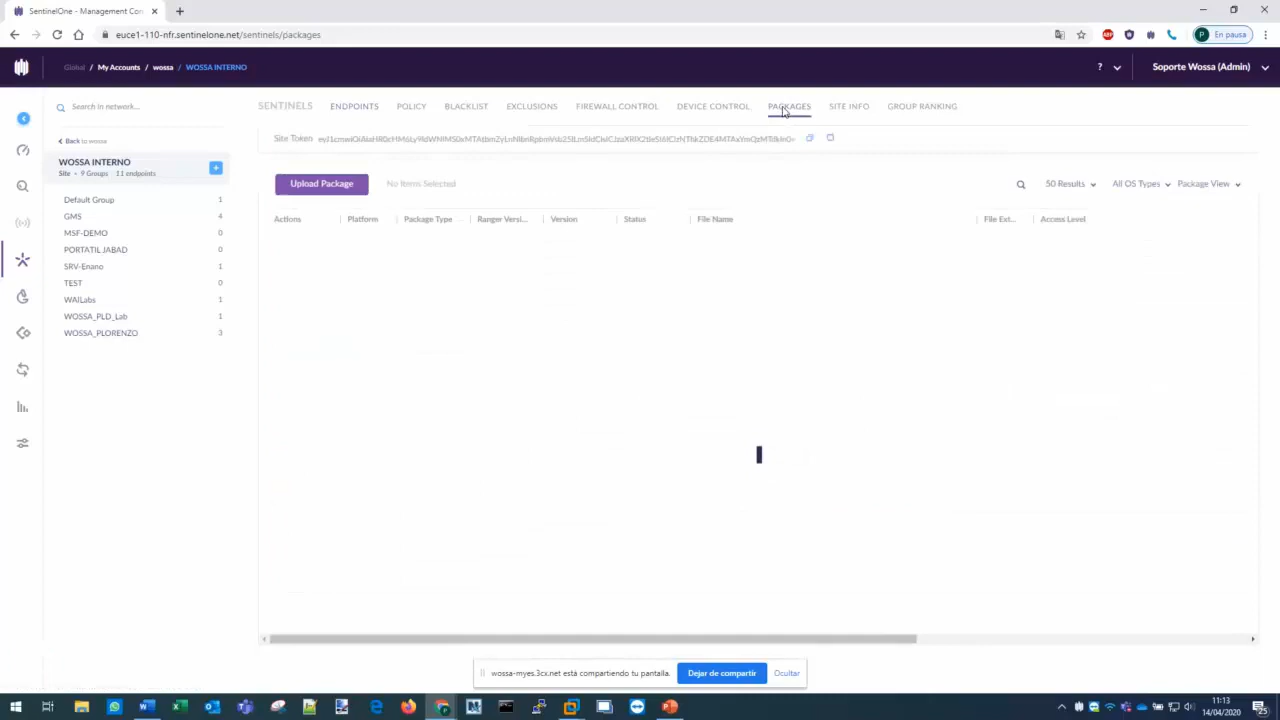 SentinelOne - Management Con
euce1-110-nfr.sentinelone.net/sentinels/packages
ABP
P
En pausa
Global
My Accounts
wossa
WOSSA INTERNO
?
Soporte Wossa (Admin)
Search in network...
SENTINELS
ENDPOINTS
POLICY
BLACKLIST
EXCLUSIONS
FIREWALL CONTROL
DEVICE CONTROL
PACKAGES
SITE INFO
GROUP RANKING
Back to wossa
Site Token
WOSSA INTERNO
Site • 9 Groups | 11 endpoints
+
Upload Package
No Items Selected
50 Results
All OS Types
Package View
Actions
Platform
Package Type
Ranger Versi...
Version
Status
File Name
File Ext...
Access Level
Default Group 1
GMS 4
MSF-DEMO 0
PORTATIL JABAD 0
SRV-Enano 1
TEST 0
WAILabs 1
WOSSA_PLD_Lab 1
WOSSA_PLORENZO 3
wossa-myes.3cx.net está compartiendo tu pantalla.
Dejar de compartir
Ocultar
11:13
14/04/2020
25